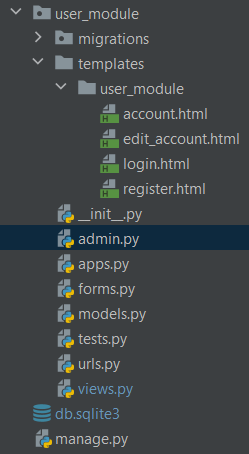 user_module
migrations
templates
user_module
account.html
edit_account.html
login.html
register.html
__init__.py
admin.py
apps.py
forms.py
models.py
tests.py
urls.py
views.py
db.sqlite3
manage.py